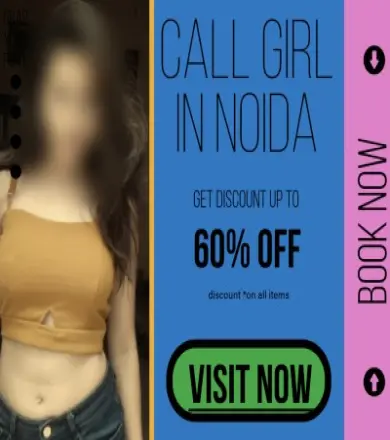 CALL GIRL
IN NOIDA
GET DISCOUNT UP TO
60% OFF
discount *on all items
VISIT NOW
BOOK NOW